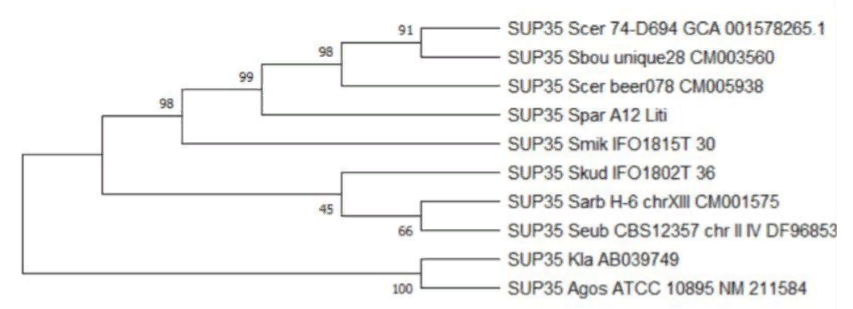 91 SUP35 Scer 74-D694 GCA 001578265.1
98 SUP35 Sbou unique28 CM003560
99 SUP35 Scer beer078 CM005938
98 SUP35 Spar A12 Liti
SUP35 Smik IFO1815T 30
SUP35 Skud IFO1802T 36
45 SUP35 Sarb H-6 chrXIII CM001575
66 SUP35 Seub CBS12357 chr II IV DF96853
SUP35 Kla AB039749
100 SUP35 Agos ATCC 10895 NM 211584